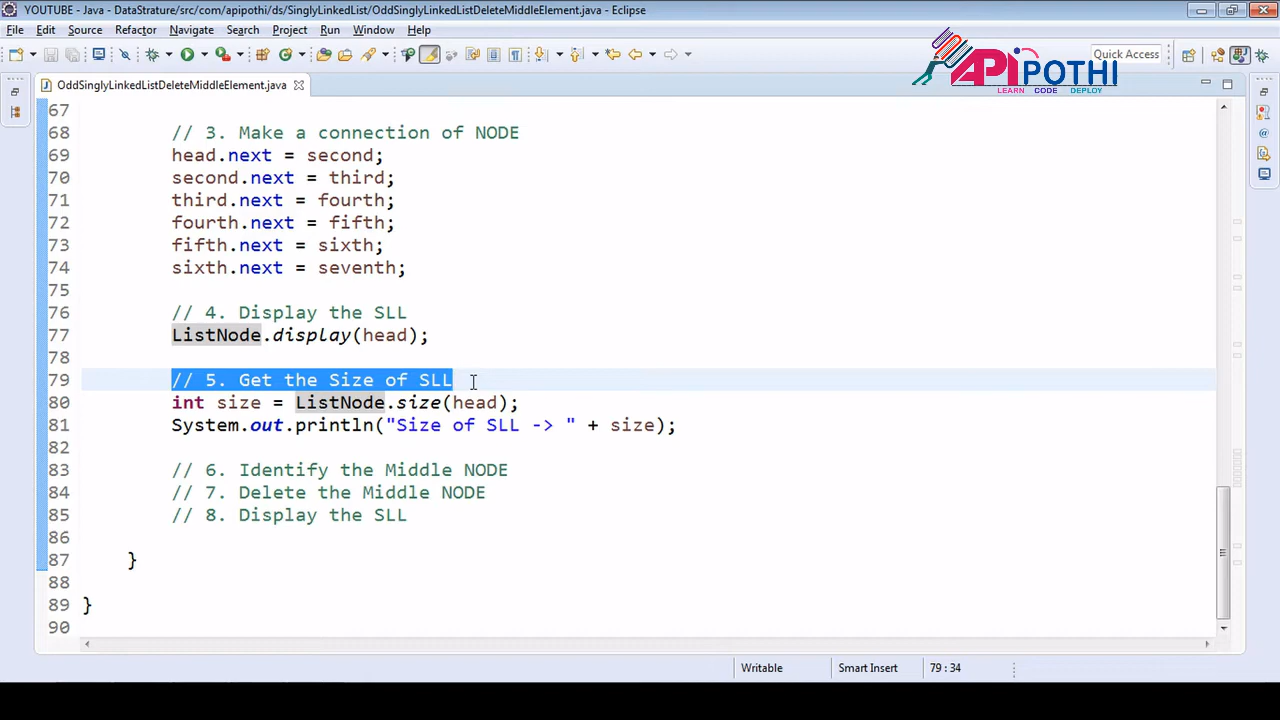 YOUTUBE - Java - DataStrature/src/com/apipothi/ds/SinglyLinkedList/OddSinglyLinkedListDeleteMiddleElement.java - Eclipse
File Edit Source Refactor Navigate Search Project Run Window Help
Quick Access
APIPOTHI
LEARN CODE DEPLOY
OddSinglyLinkedListDeleteMiddleElement.java
67
68 // 3. Make a connection of NODE
69 head.next = second;
70 second.next = third;
71 third.next = fourth;
72 fourth.next = fifth;
73 fifth.next = sixth;
74 sixth.next = seventh;
75
76 // 4. Display the SLL
77 ListNode.display(head);
78
79 // 5. Get the Size of SLL
80 int size = ListNode.size(head);
81 System.out.println("Size of SLL -> " + size);
82
83 // 6. Identify the Middle NODE
84 // 7. Delete the Middle NODE
85 // 8. Display the SLL
86
87 }
88
89 }
90
Writable Smart Insert 79 : 34